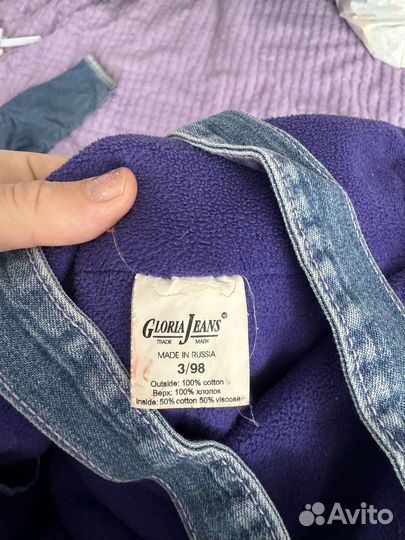 GLORIA JEANS®
TRADE MARK
MADE IN RUSSIA
3/98
Outside: 100% cotton
Верх: 100% хлопок
Inside: 50% cotton 50% viscose
Avito